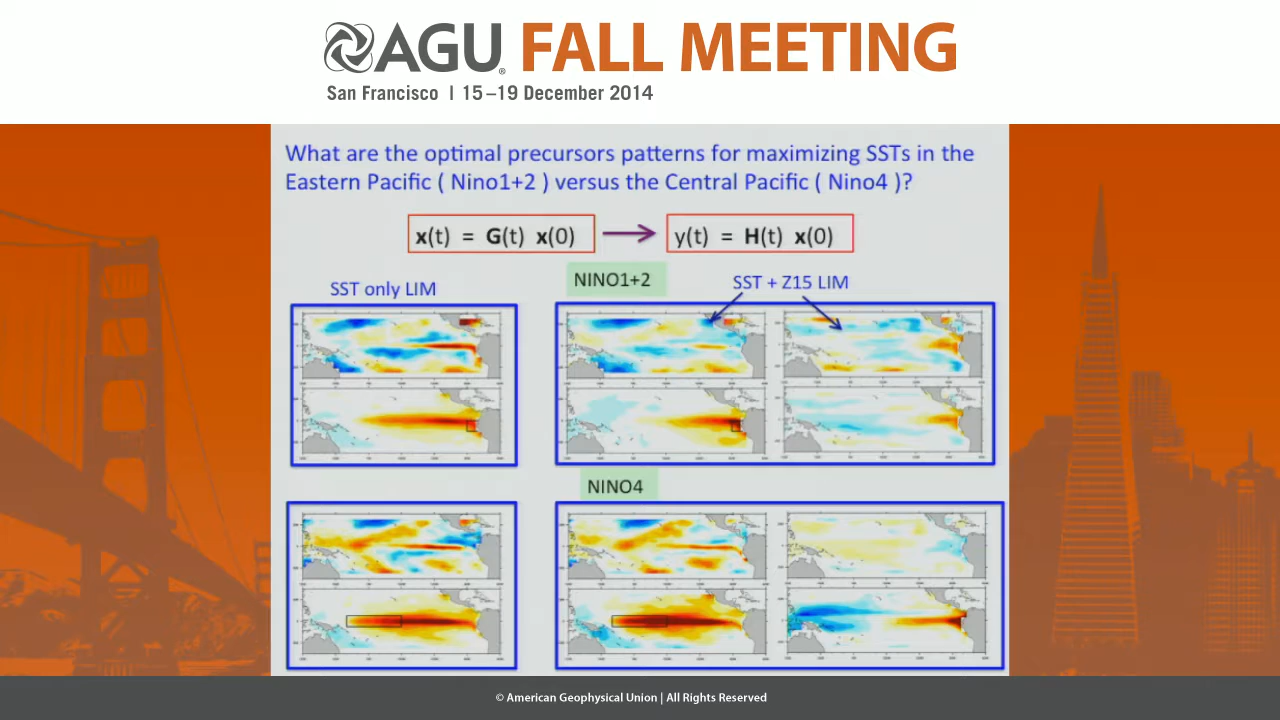 AGU® FALL MEETING
San Francisco | 15–19 December 2014
What are the optimal precursors patterns for maximizing SSTs in the
Eastern Pacific ( Nino1+2 ) versus the Central Pacific ( Nino4 )?
x(t) = G(t) x(0)
y(t) = H(t) x(0)
NINO1+2
SST only LIM
SST + Z15 LIM
NINO4
© American Geophysical Union | All Rights Reserved